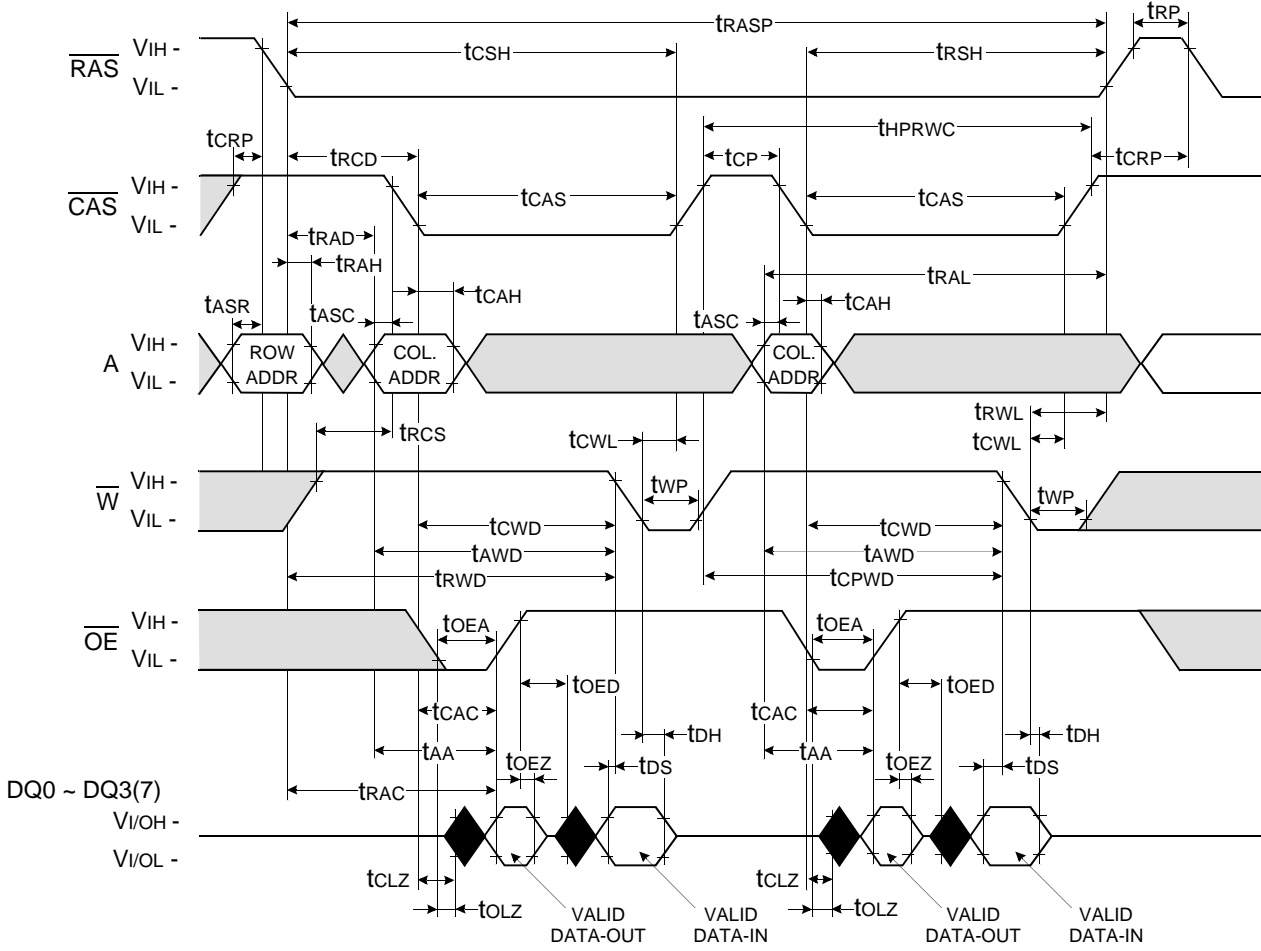 tRASP
tRP
tCSH
tRSH
RAS
VIH -
VIL -
tCRP
tRCD
tHPRWC
tCP
tCRP
CAS
VIH -
VIL -
tCAS
tCAS
tRAD
tRAH
tRAL
tASR
tASC
tCAH
tASC
tCAH
A
VIH -
VIL -
ROW
ADDR
COL.
ADDR
COL.
ADDR
tRCS
tCWL
tRWL
tCWL
W
VIH -
VIL -
tWP
tWP
tCWD
tCWD
tAWD
tAWD
tRWD
tCPWD
OE
VIH -
VIL -
tOEA
tOEA
tOED
tOED
tCAC
tCAC
tDH
tDH
tAA
tAA
tOEZ
tDS
tOEZ
tDS
tRAC
DQ0 ~ DQ3(7)
VI/OH -
VI/OL -
tCLZ
tCLZ
tOLZ
tOLZ
VALID
DATA-OUT
VALID
DATA-IN
VALID
DATA-OUT
VALID
DATA-IN